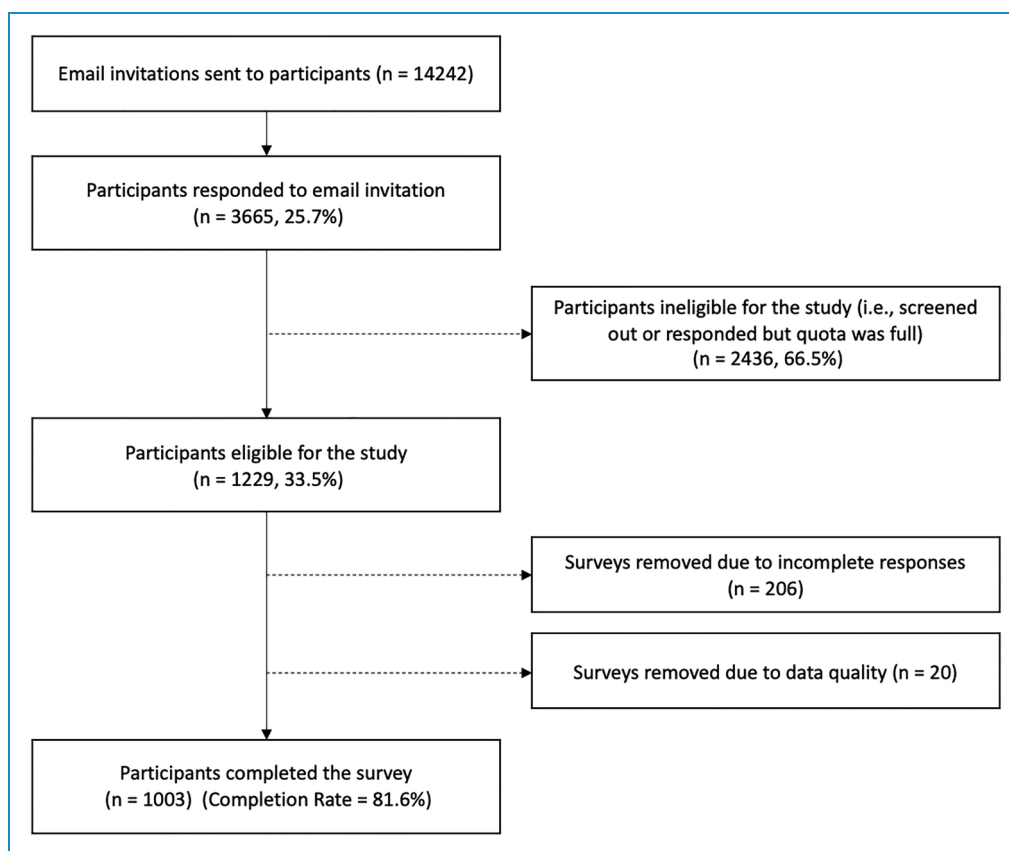 Email invitations sent to participants (n = 14242)
Participants responded to email invitation
(n = 3665, 25.7%)
Participants ineligible for the study (i.e., screened
out or responded but quota was full)
(n = 2436, 66.5%)
Participants eligible for the study
(n = 1229, 33.5%)
Surveys removed due to incomplete responses
(n = 206)
Surveys removed due to data quality (n = 20)
Participants completed the survey
(n = 1003)  (Completion Rate = 81.6%)